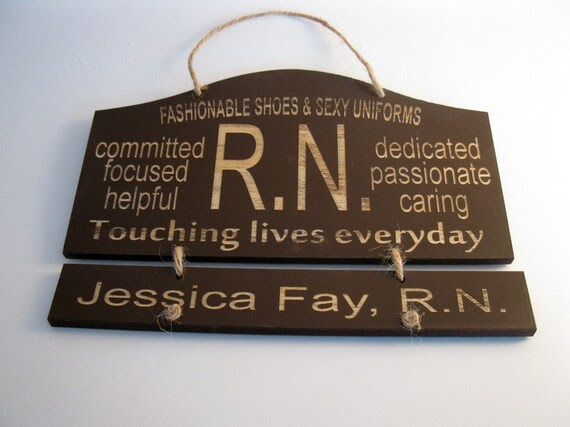 FASHIONABLE SHOES & SEXY UNIFORMS
committed
focused
helpful
R.N.
dedicated
passionate
caring
Touching lives everyday
Jessica Fay, R.N.